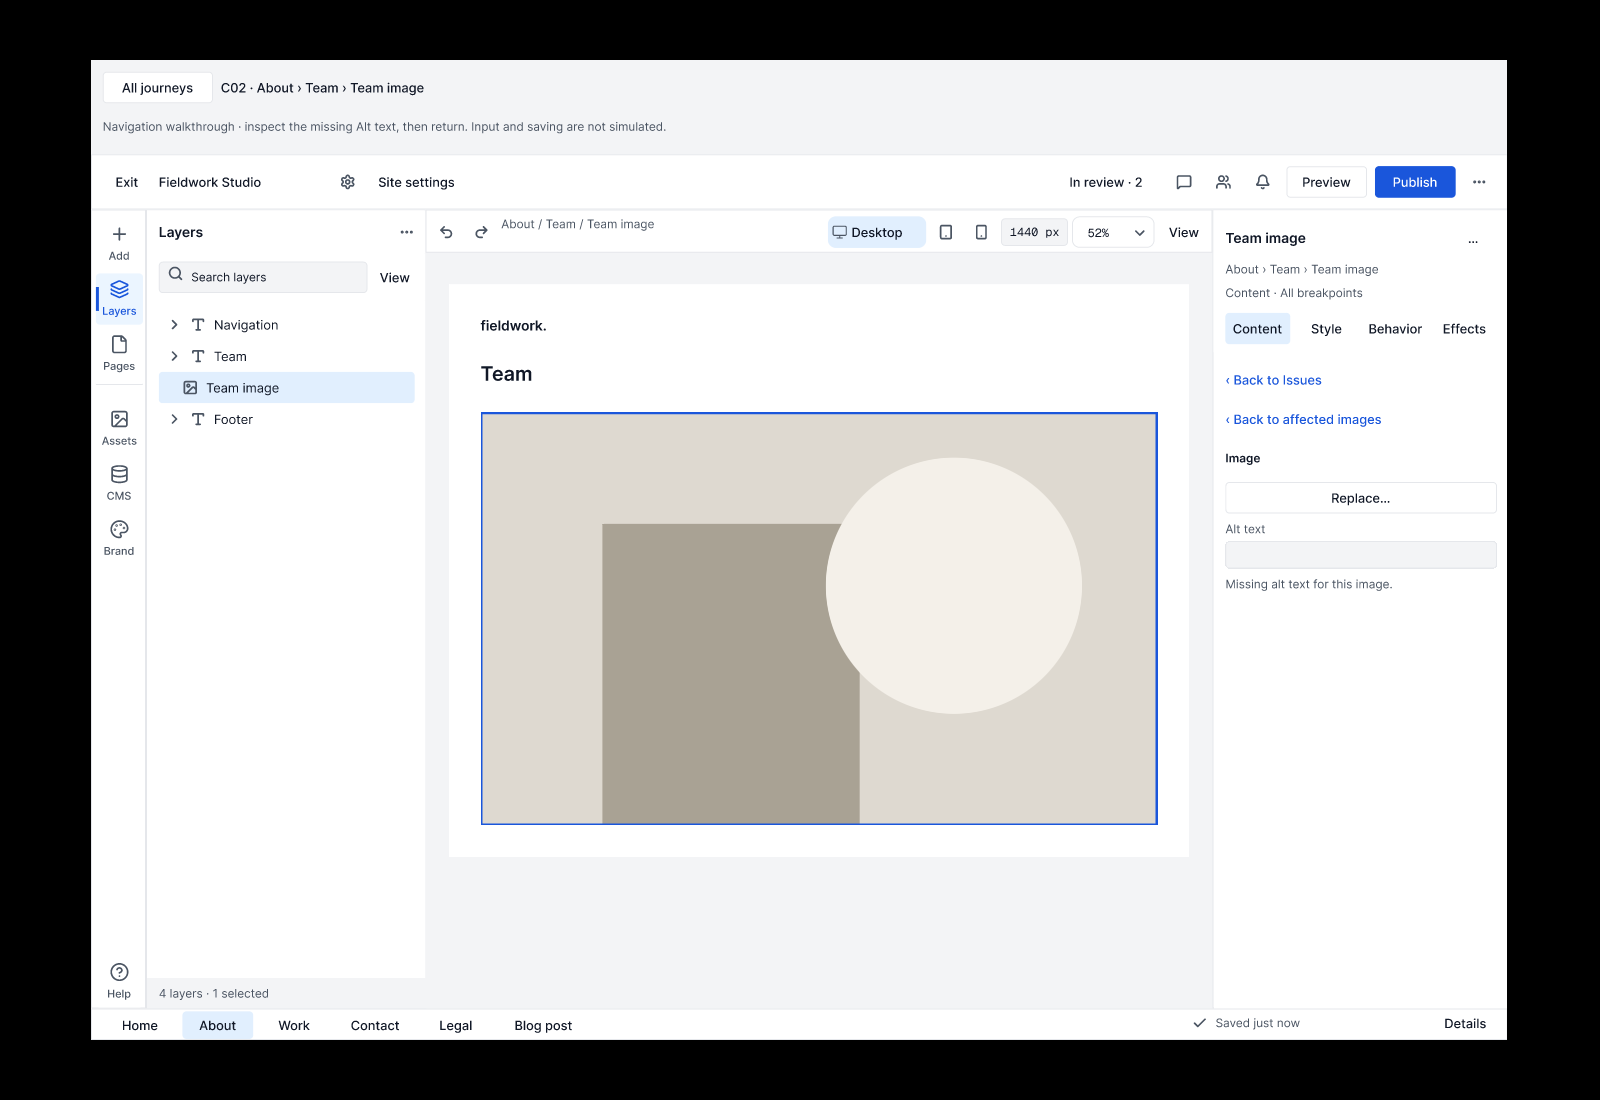 All journeys
C02 · About › Team › Team image
Navigation walkthrough · inspect the missing Alt text, then return. Input and saving are not simulated.
Exit
Fieldwork Studio
Site settings
In review · 2
Preview
Publish
Add
Layers
Pages
Assets
CMS
Brand
Help
Layers
Search layers
View
Navigation
Team
Team image
Footer
4 layers · 1 selected
About / Team / Team image
Desktop
1440 px
52%
View
fieldwork.
Team
Team image
About › Team › Team image
Content · All breakpoints
Content
Style
Behavior
Effects
‹ Back to Issues
‹ Back to affected images
Image
Replace...
Alt text
Missing alt text for this image.
Home
About
Work
Contact
Legal
Blog post
Saved just now
Details